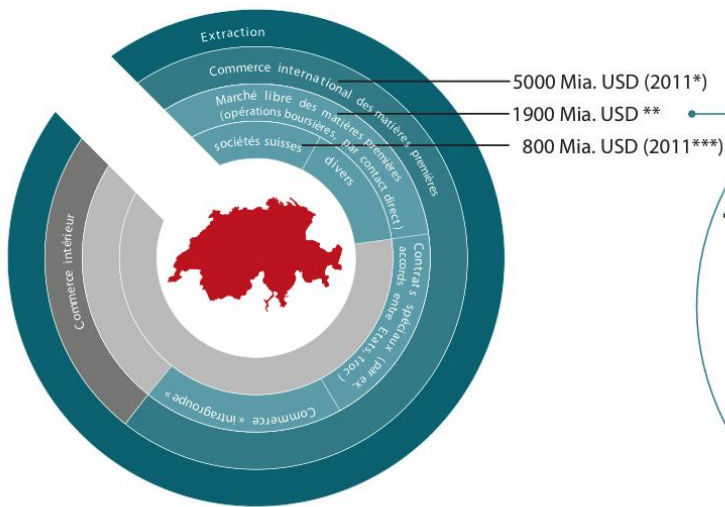 Extraction
Commerce international des matières premières
Marché libre des matières premières
(opérations boursières, par contact direct)
sociétés suisses
divers
5000 Mia. USD (2011*)
1900 Mia. USD **
800 Mia. USD (2011***)
Contrats spéciaux (par ex.
accords entre Etats, troc)
Commerce « intragroupe »
Commerce intérieur